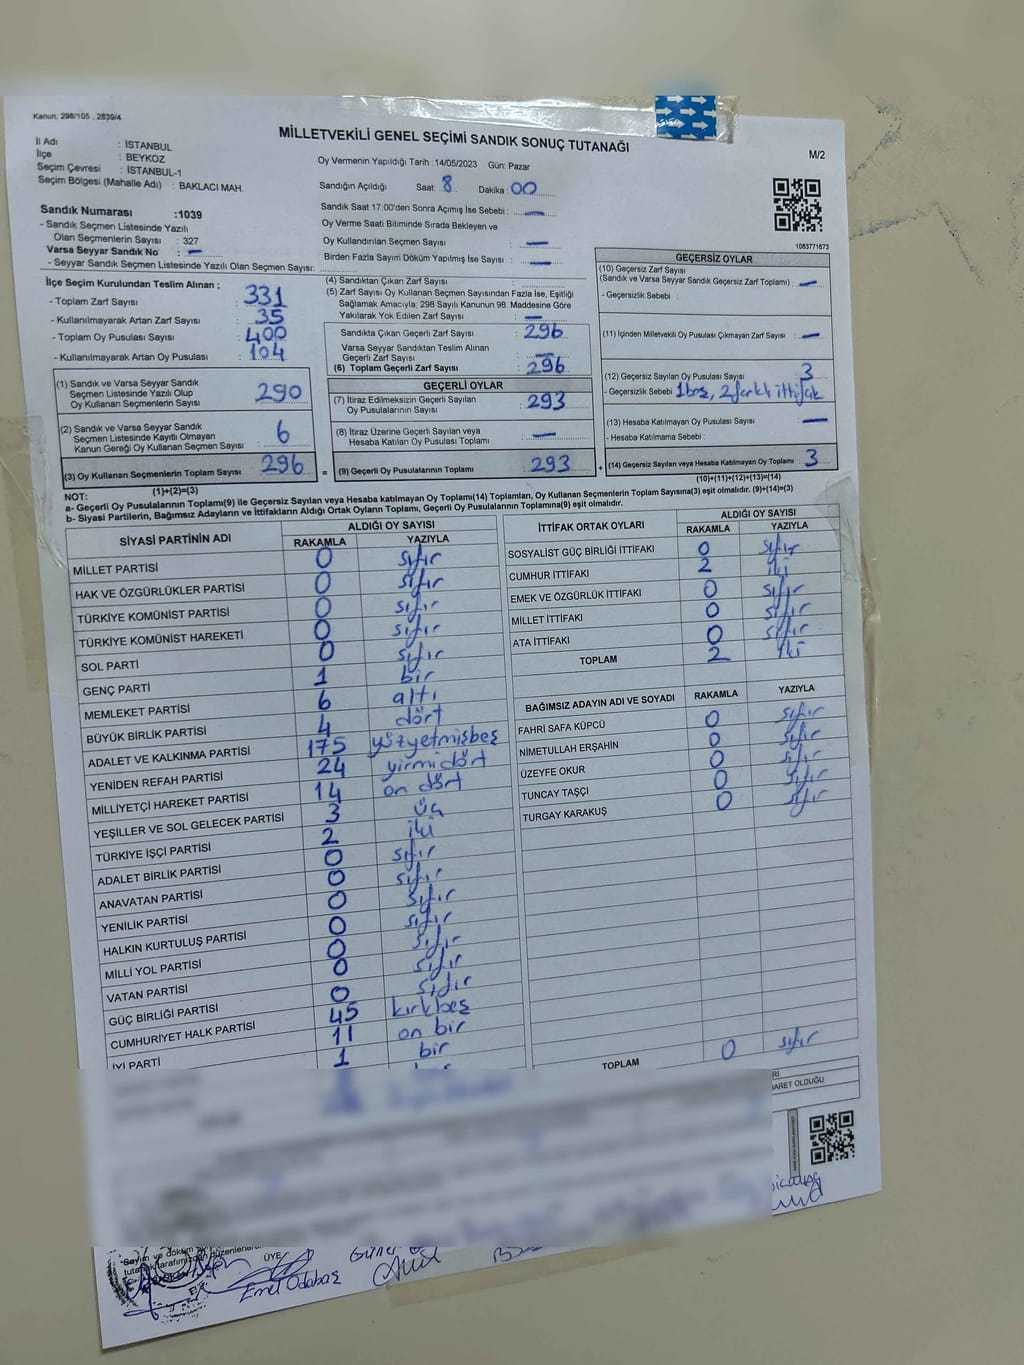 Kanun; 298/105 , 2839/4
MİLLETVEKİLİ GENEL SEÇİMİ SANDIK SONUÇ TUTANAĞI
M/2
İl Adı : İSTANBUL
İlçe : BEYKOZ
Seçim Çevresi : İSTANBUL-1
Seçim Bölgesi (Mahalle Adı) : BAKLACI MAH.
Oy Vermenin Yapıldığı Tarih : 14/05/2023 Gün: Pazar
Sandığın Açıldığı Saat: 8 Dakika: 00
Sandık Saat 17:00'den Sonra Açımış İse Sebebi : —
Oy Verme Saati Bitiminde Sırada Bekleyen ve
Oy Kullandırılan Seçmen Sayısı : —
Birden Fazla Sayım Döküm Yapılmış İse Sayısı : —
1083771673
Sandık Numarası :1039
- Sandık Seçmen Listesinde Yazılı
Olan Seçmenlerin Sayısı : 327
Varsa Seyyar Sandık No : —
- Seyyar Sandık Seçmen Listesinde Yazılı Olan Seçmen Sayısı:
İlçe Seçim Kurulundan Teslim Alınan ;
- Toplam Zarf Sayısı : 331
- Kullanılmayarak Artan Zarf Sayısı : 35
- Toplam Oy Pusulası Sayısı : 400
- Kullanılmayarak Artan Oy Pusulası : 104
(1) Sandık ve Varsa Seyyar Sandık
Seçmen Listesinde Yazılı Olup
Oy Kullanan Seçmenlerin Sayısı : 290
(2) Sandık ve Varsa Seyyar Sandık
Seçmen Listesinde Kayıtlı Olmayan
Kanun Gereği Oy Kullanan Seçmen Sayısı : 6
(3) Oy Kullanan Seçmenlerin Toplam Sayısı : 296
(1)+(2)=(3)
(4) Sandıktan Çıkan Zarf Sayısı :
(5) Zarf Sayısı Oy Kullanan Seçmen Sayısından Fazla İse, Eşitliği
Sağlamak Amacıyla, 298 Sayılı Kanunun 98. Maddesine Göre
Yakılarak Yok Edilen Zarf Sayısı : —
Sandıkta Çıkan Geçerli Zarf Sayısı : 296
Varsa Seyyar Sandıktan Teslim Alınan
Geçerli Zarf Sayısı : —
(6) Toplam Geçerli Zarf Sayısı : 296
GEÇERLİ OYLAR
(7) İtiraz Edilmeksizin Geçerli Sayılan
Oy Pusulalarının Sayısı : 293
(8) İtiraz Üzerine Geçerli Sayılan veya
Hesaba Katılan Oy Pusulası Toplamı : —
= (9) Geçerli Oy Pusulalarının Toplamı : 293
GEÇERSİZ OYLAR
(10) Geçersiz Zarf Sayısı
(Sandık ve Varsa Seyyar Sandık Geçersiz Zarf Toplamı) : —
- Geçersizlik Sebebi :
(11) İçinden Milletvekili Oy Pusulası Çıkmayan Zarf Sayısı : —
(12) Geçersiz Sayılan Oy Pusulası Sayısı : 3
- Geçersizlik Sebebi : 1 boş, 2 farklı ittifak
(13) Hesaba Katılmayan Oy Pusulası Sayısı : —
- Hesaba Katılmama Sebebi :
+ (14) Geçersiz Sayılan veya Hesaba Katılmayan Oy Toplamı : 3
(10)+(11)+(12)+(13)=(14)
NOT:
a- Geçerli Oy Pusulalarının Toplamı(9) ile Geçersiz Sayılan veya Hesaba katılmayan Oy Toplamı(14) Toplamları, Oy Kullanan Seçmenlerin Toplam Sayısına(3) eşit olmalıdır. (9)+(14)=(3)
b- Siyasi Partilerin, Bağımsız Adayların ve İttifakların Aldığı Ortak Oyların Toplamı, Geçerli Oy Pusulalarının Toplamına(9) eşit olmalıdır.
SİYASİ PARTİNİN ADI ALDIĞI OY SAYISI
RAKAMLA YAZIYLA
MİLLET PARTİSİ 0 sıfır
HAK VE ÖZGÜRLÜKLER PARTİSİ 0 sıfır
TÜRKİYE KOMÜNİST PARTİSİ 0 sıfır
TÜRKİYE KOMÜNİST HAREKETİ 0 sıfır
SOL PARTİ 0 sıfır
GENÇ PARTİ 1 bir
MEMLEKET PARTİSİ 6 altı
BÜYÜK BİRLİK PARTİSİ 4 dört
ADALET VE KALKINMA PARTİSİ 175 yüzyetmişbeş
YENİDEN REFAH PARTİSİ 24 yirmidört
MİLLİYETÇİ HAREKET PARTİSİ 14 on dört
YEŞİLLER VE SOL GELECEK PARTİSİ 3 üç
TÜRKİYE İŞÇİ PARTİSİ 2 iki
ADALET BİRLİK PARTİSİ 0 sıfır
ANAVATAN PARTİSİ 0 sıfır
YENİLİK PARTİSİ 0 sıfır
HALKIN KURTULUŞ PARTİSİ 0 sıfır
MİLLİ YOL PARTİSİ 0 sıfır
VATAN PARTİSİ 0 sıfır
GÜÇ BİRLİĞİ PARTİSİ 0 sıfır
CUMHURİYET HALK PARTİSİ 45 kırkbeş
İYİ PARTİ 11 on bir
1 bir
İTTİFAK ORTAK OYLARI ALDIĞI OY SAYISI
RAKAMLA YAZIYLA
SOSYALİST GÜÇ BİRLİĞİ İTTİFAKI 0 sıfır
CUMHUR İTTİFAKI 2 iki
EMEK VE ÖZGÜRLÜK İTTİFAKI 0 sıfır
MİLLET İTTİFAKI 0 sıfır
ATA İTTİFAKI 0 sıfır
TOPLAM 2 iki
BAĞIMSIZ ADAYIN ADI VE SOYADI RAKAMLA YAZIYLA
FAHRİ SAFA KÜPCÜ 0 sıfır
NİMETULLAH ERŞAHİN 0 sıfır
ÜZEYFE OKUR 0 sıfır
TUNCAY TAŞÇI 0 sıfır
TURGAY KARAKUŞ 0 sıfır
TOPLAM 0 sıfır
RI
BARET OLDUĞU
Sayım ve döküm
ÜYE
Emel Odabaş